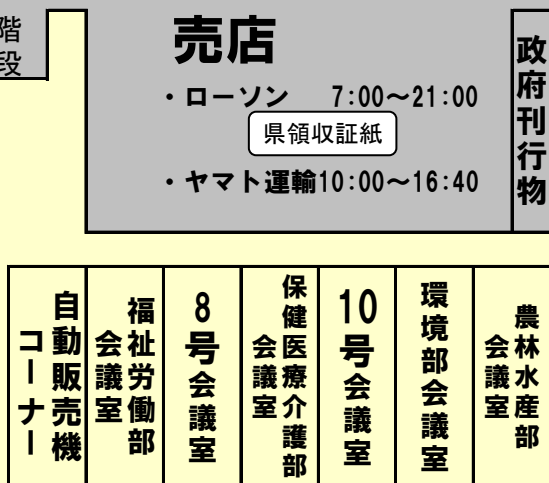 階段
売店
・ローソン　7:00～21:00
県領収証紙
・ヤマト運輸10:00～16:40
政府刊行物
自動販売機
コーナー
福祉労働部
会議室
8号会議室
保健医療介護部
会議室
10号会議室
環境部会議室
農林水産部
会議室